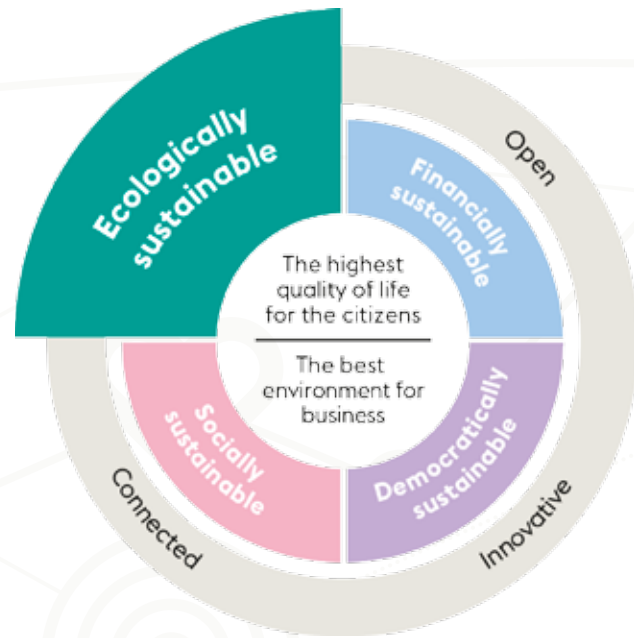 Ecologically
sustainable
Open
Financially
sustainable
The highest
quality of life
for the citizens
The best
environment for
business
Socially
sustainable
Democratically
sustainable
Connected
Innovative